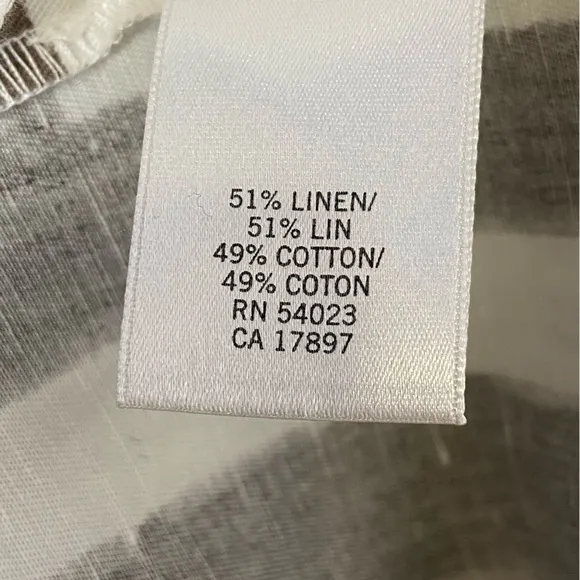 51% LINEN/
51% LIN
49% COTTON/
49% COTON
RN 54023
CA 17897